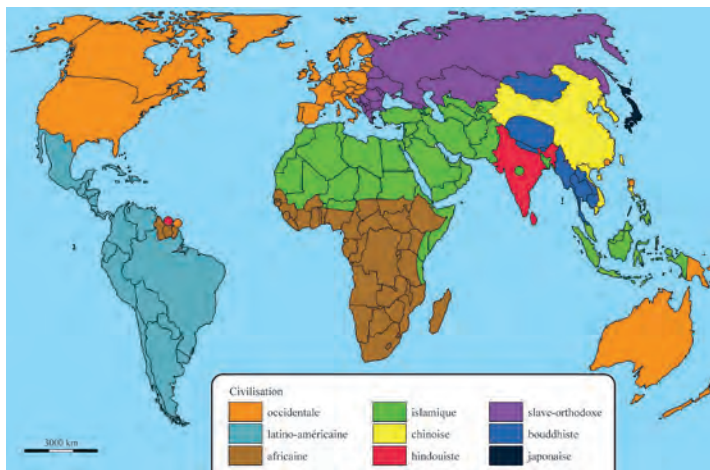 Civilisation
occidentale
islamique
slave-orthodoxe
latino-américaine
chinoise
bouddhiste
africaine
hindouiste
japonaise
3000 km